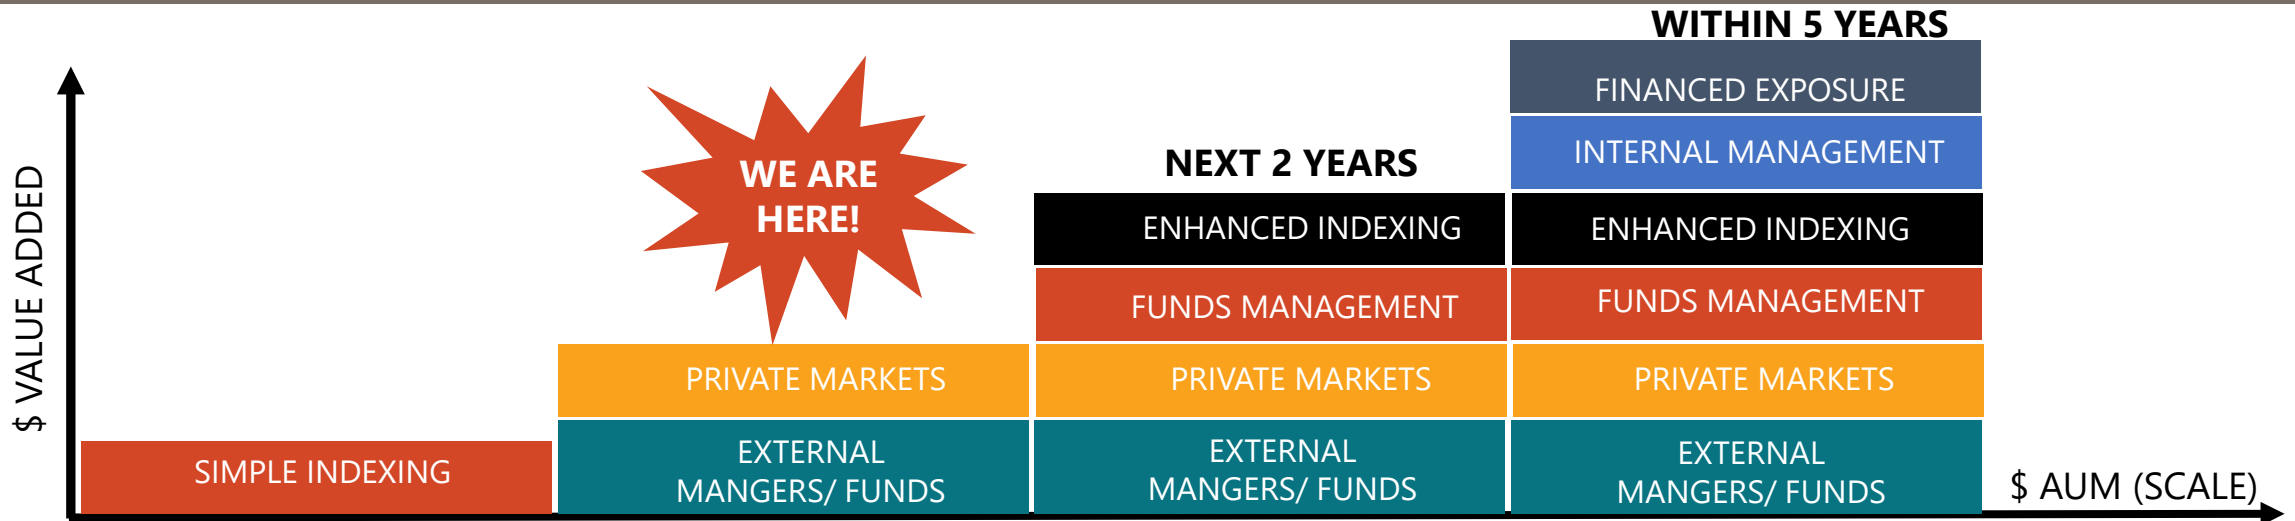 $ VALUE ADDED
SIMPLE INDEXING
WE ARE
HERE!
PRIVATE MARKETS
EXTERNAL
MANGERS/ FUNDS
NEXT 2 YEARS
ENHANCED INDEXING
FUNDS MANAGEMENT
PRIVATE MARKETS
EXTERNAL
MANGERS/ FUNDS
WITHIN 5 YEARS
FINANCED EXPOSURE
INTERNAL MANAGEMENT
ENHANCED INDEXING
FUNDS MANAGEMENT
PRIVATE MARKETS
EXTERNAL
MANGERS/ FUNDS
$ AUM (SCALE)